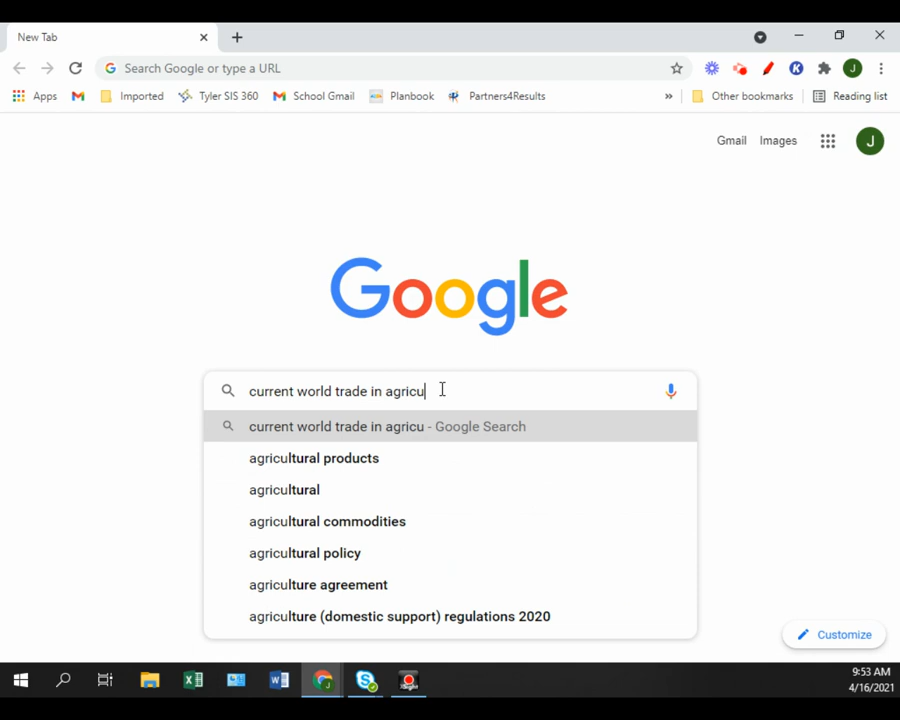 New Tab
Search Google or type a URL
K
J
Apps
Imported
Tyler SIS 360
School Gmail
Planbook
Partners4Results
»
Other bookmarks
Reading list
Gmail
Images
J
Google
current world trade in agricu
current world trade in agricu - Google Search
agricultural products
agricultural
agricultural commodities
agricultural policy
agriculture agreement
agriculture (domestic support) regulations 2020
Customize
9:53 AM
4/16/2021